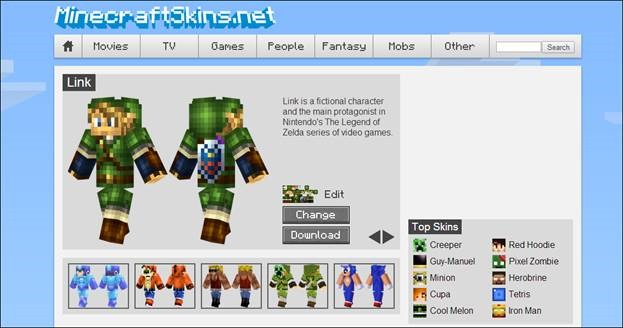 MinecraftSkins.net
Movies TV Games People Fantasy Mobs Other Search
Link
Link is a fictional character
and the main protagonist in
Nintendo's The Legend of
Zelda series of video games.
Edit
Change
Download
Top Skins
Creeper Red Hoodie
Guy-Manuel Pixel Zombie
Minion Herobrine
Cupa Tetris
Cool Melon Iron Man